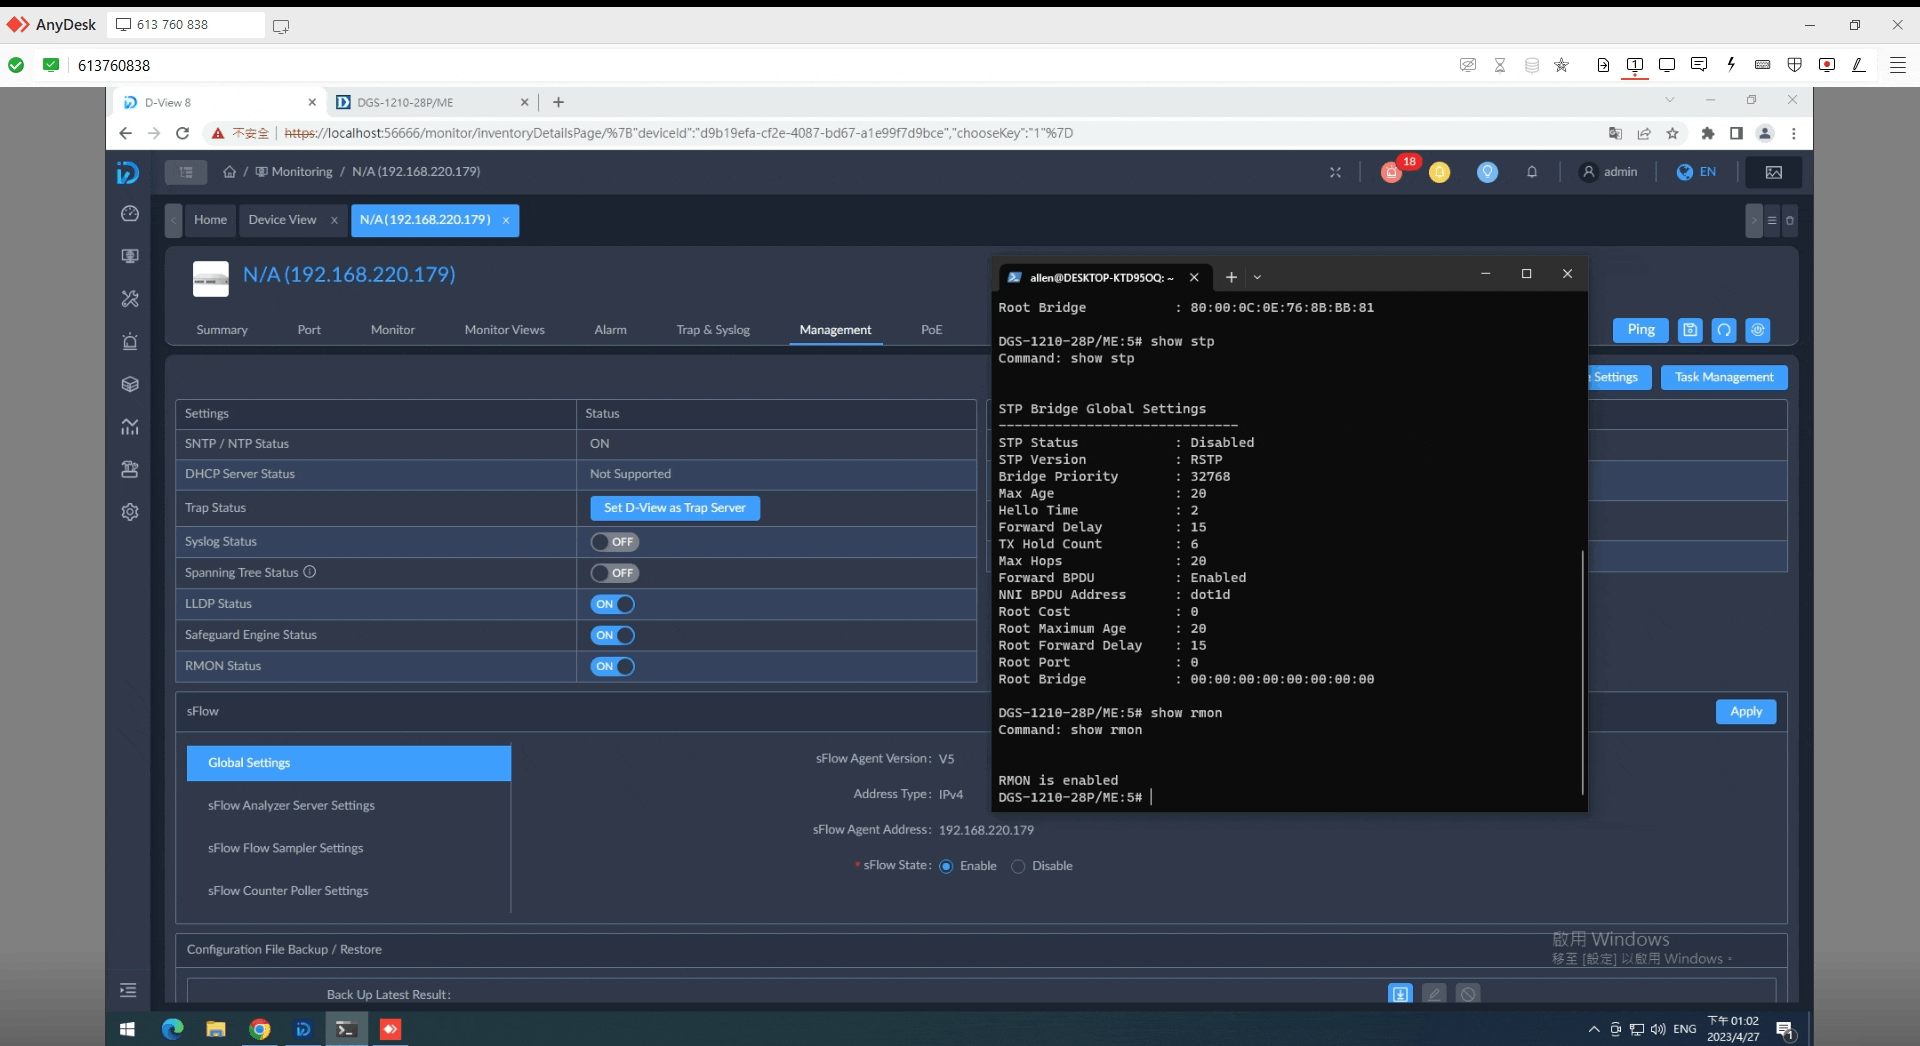 AnyDesk
613 760 838
613760838
D-View 8
DGS-1210-28P/ME
不安全
https://localhost:56666/monitor/inventoryDetailsPage/%7B"deviceId":"d9b19efa-cf2e-4087-bd67-a1e99f7d9bce","chooseKey":"1"%7D
/ Monitoring / N/A (192.168.220.179)
18
admin
EN
Home
Device View
N/A(192.168.220.179)
N/A (192.168.220.179)
Summary
Port
Monitor
Monitor Views
Alarm
Trap & Syslog
Management
PoE
Ping
Settings
Task Management
Settings
Status
SNTP / NTP Status
ON
DHCP Server Status
Not Supported
Trap Status
Set D-View as Trap Server
Syslog Status
OFF
Spanning Tree Status
OFF
LLDP Status
ON
Safeguard Engine Status
ON
RMON Status
ON
allen@DESKTOP-KTD95OQ: ~
Root Bridge : 80:00:0C:0E:76:8B:BB:81
DGS-1210-28P/ME:5# show stp
Command: show stp
STP Bridge Global Settings
------------------------------
STP Status : Disabled
STP Version : RSTP
Bridge Priority : 32768
Max Age : 20
Hello Time : 2
Forward Delay : 15
TX Hold Count : 6
Max Hops : 20
Forward BPDU : Enabled
NNI BPDU Address : dot1d
Root Cost : 0
Root Maximum Age : 20
Root Forward Delay : 15
Root Port : 0
Root Bridge : 00:00:00:00:00:00:00:00
DGS-1210-28P/ME:5# show rmon
Command: show rmon
RMON is enabled
DGS-1210-28P/ME:5#
sFlow
Apply
Global Settings
sFlow Analyzer Server Settings
sFlow Flow Sampler Settings
sFlow Counter Poller Settings
sFlow Agent Version: V5
Address Type: IPv4
sFlow Agent Address: 192.168.220.179
* sFlow State: Enable Disable
Configuration File Backup / Restore
Back Up Latest Result:
啟用 Windows
移至 [設定] 以啟用 Windows。
ENG
下午 01:02
2023/4/27
1